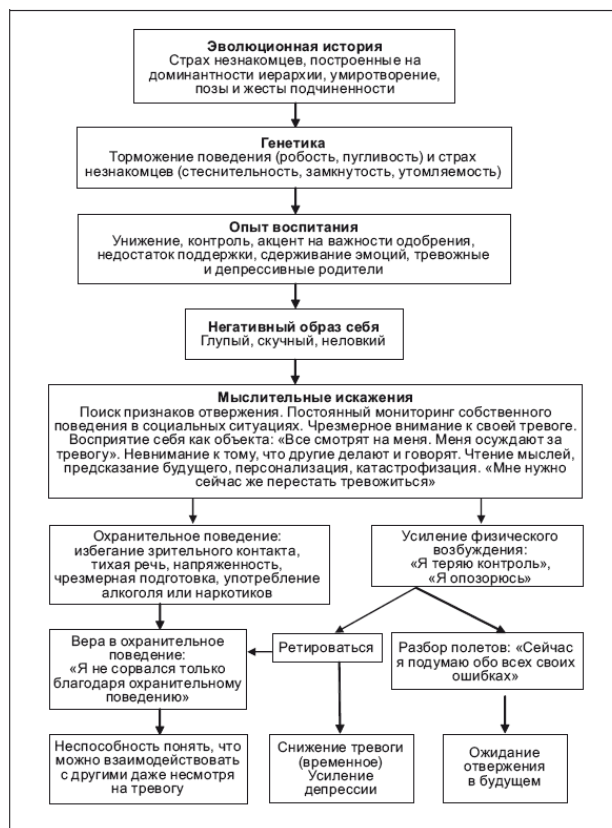 Эволюционная история
Страх незнакомцев, построенные на
доминантности иерархии, умиротворение,
позы и жесты подчиненности
Генетика
Торможение поведения (робость, пугливость) и страх
незнакомцев (стеснительность, замкнутость, утомляемость)
Опыт воспитания
Унижение, контроль, акцент на важности одобрения,
недостаток поддержки, сдерживание эмоций, тревожные
и депрессивные родители
Негативный образ себя
Глупый, скучный, неловкий
Мыслительные искажения
Поиск признаков отвержения. Постоянный мониторинг собственного
поведения в социальных ситуациях. Чрезмерное внимание к своей тревоге.
Восприятие себя как объекта: «Все смотрят на меня. Меня осуждают за
тревогу». Невнимание к тому, что другие делают и говорят. Чтение мыслей,
предсказание будущего, персонализация, катастрофизация. «Мне нужно
сейчас же перестать тревожиться»
Охранительное поведение:
избегание зрительного контакта,
тихая речь, напряженность,
чрезмерная подготовка, употребление
алкоголя или наркотиков
Усиление физического
возбуждения:
«Я теряю контроль»,
«Я опозорюсь»
Вера в охранительное
поведение:
«Я не сорвался только
благодаря охранительному
поведению»
Ретироваться
Разбор полетов: «Сейчас
я подумаю обо всех своих
ошибках»
Неспособность понять, что
можно взаимодействовать
с другими даже несмотря
на тревогу
Снижение тревоги
(временное)
Усиление
депрессии
Ожидание
отвержения
в будущем